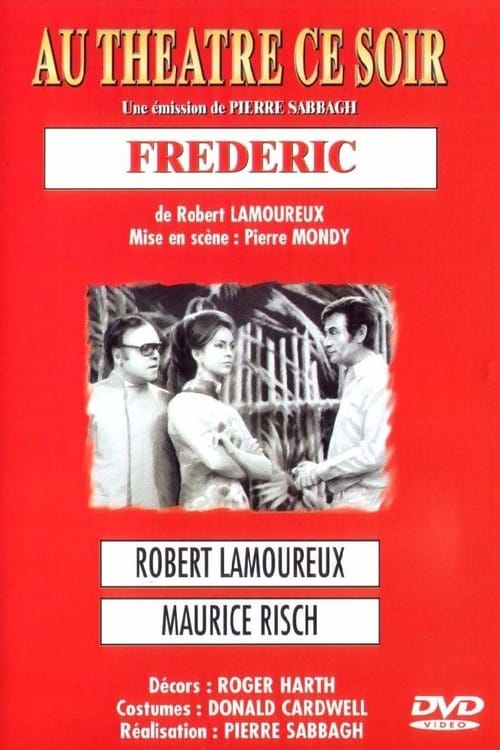 AU THEATRE CE SOIR
Une émission de PIERRE SABBAGH
FREDERIC
de Robert LAMOUREUX
Mise en scène : Pierre MONDY
ROBERT LAMOUREUX
MAURICE RISCH
Décors : ROGER HARTH
Costumes : DONALD CARDWELL
Réalisation : PIERRE SABBAGH
DVD
VIDEO